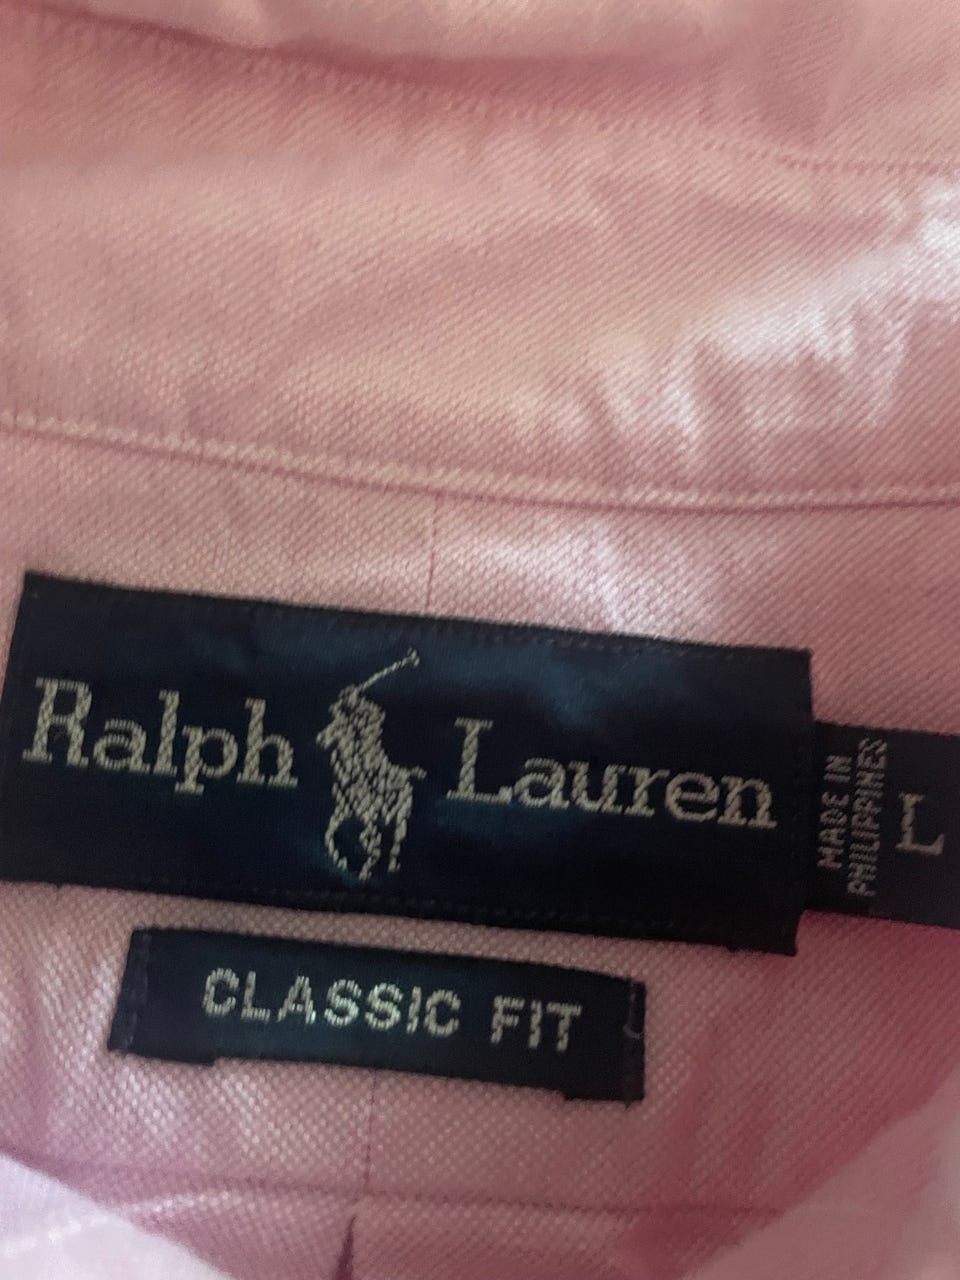 Ralph Lauren
MADE IN
PHILIPPINES
L
CLASSIC FIT